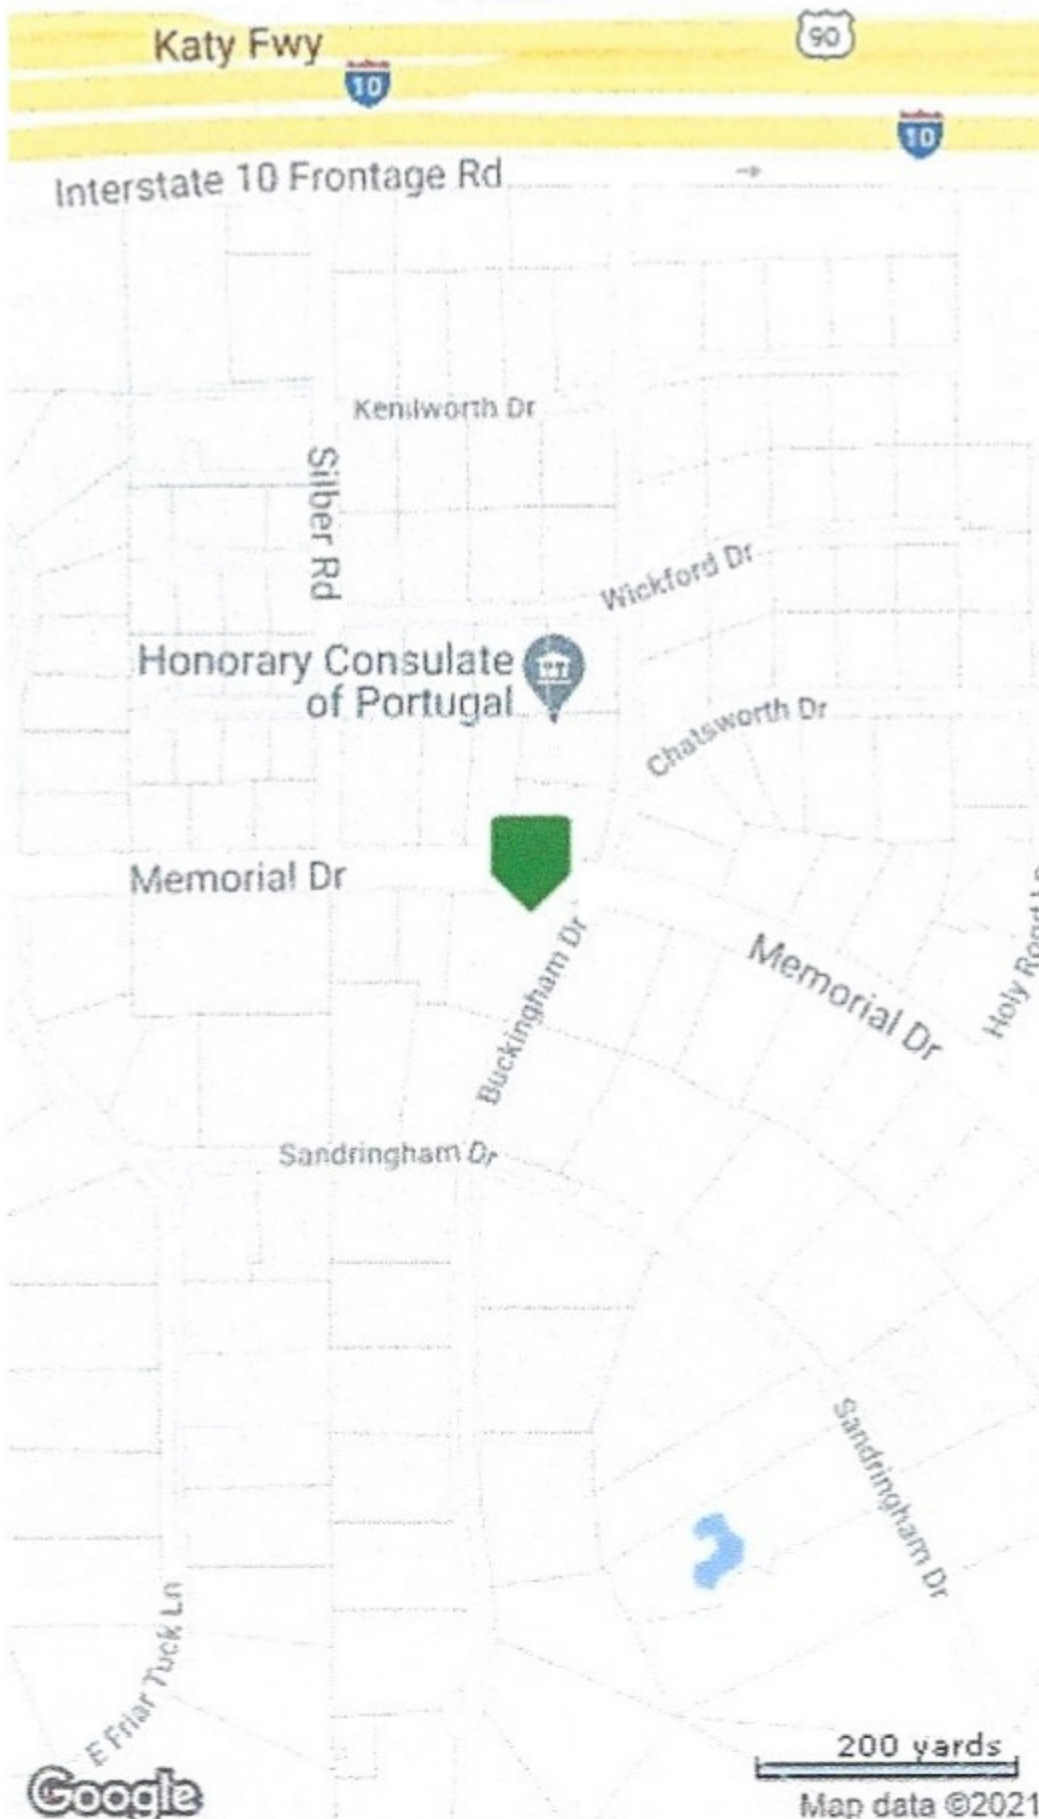 Katy Fwy
90
10
10
Interstate 10 Frontage Rd
Kenilworth Dr
Silber Rd
Wickford Dr
Honorary Consulate
of Portugal
Chatsworth Dr
Memorial Dr
Memorial Dr
Holy
Buckingham Dr
Sandringham Dr
Sandringham Dr
E Friar Tuck Ln
200 yards
Google
Map data ©2021